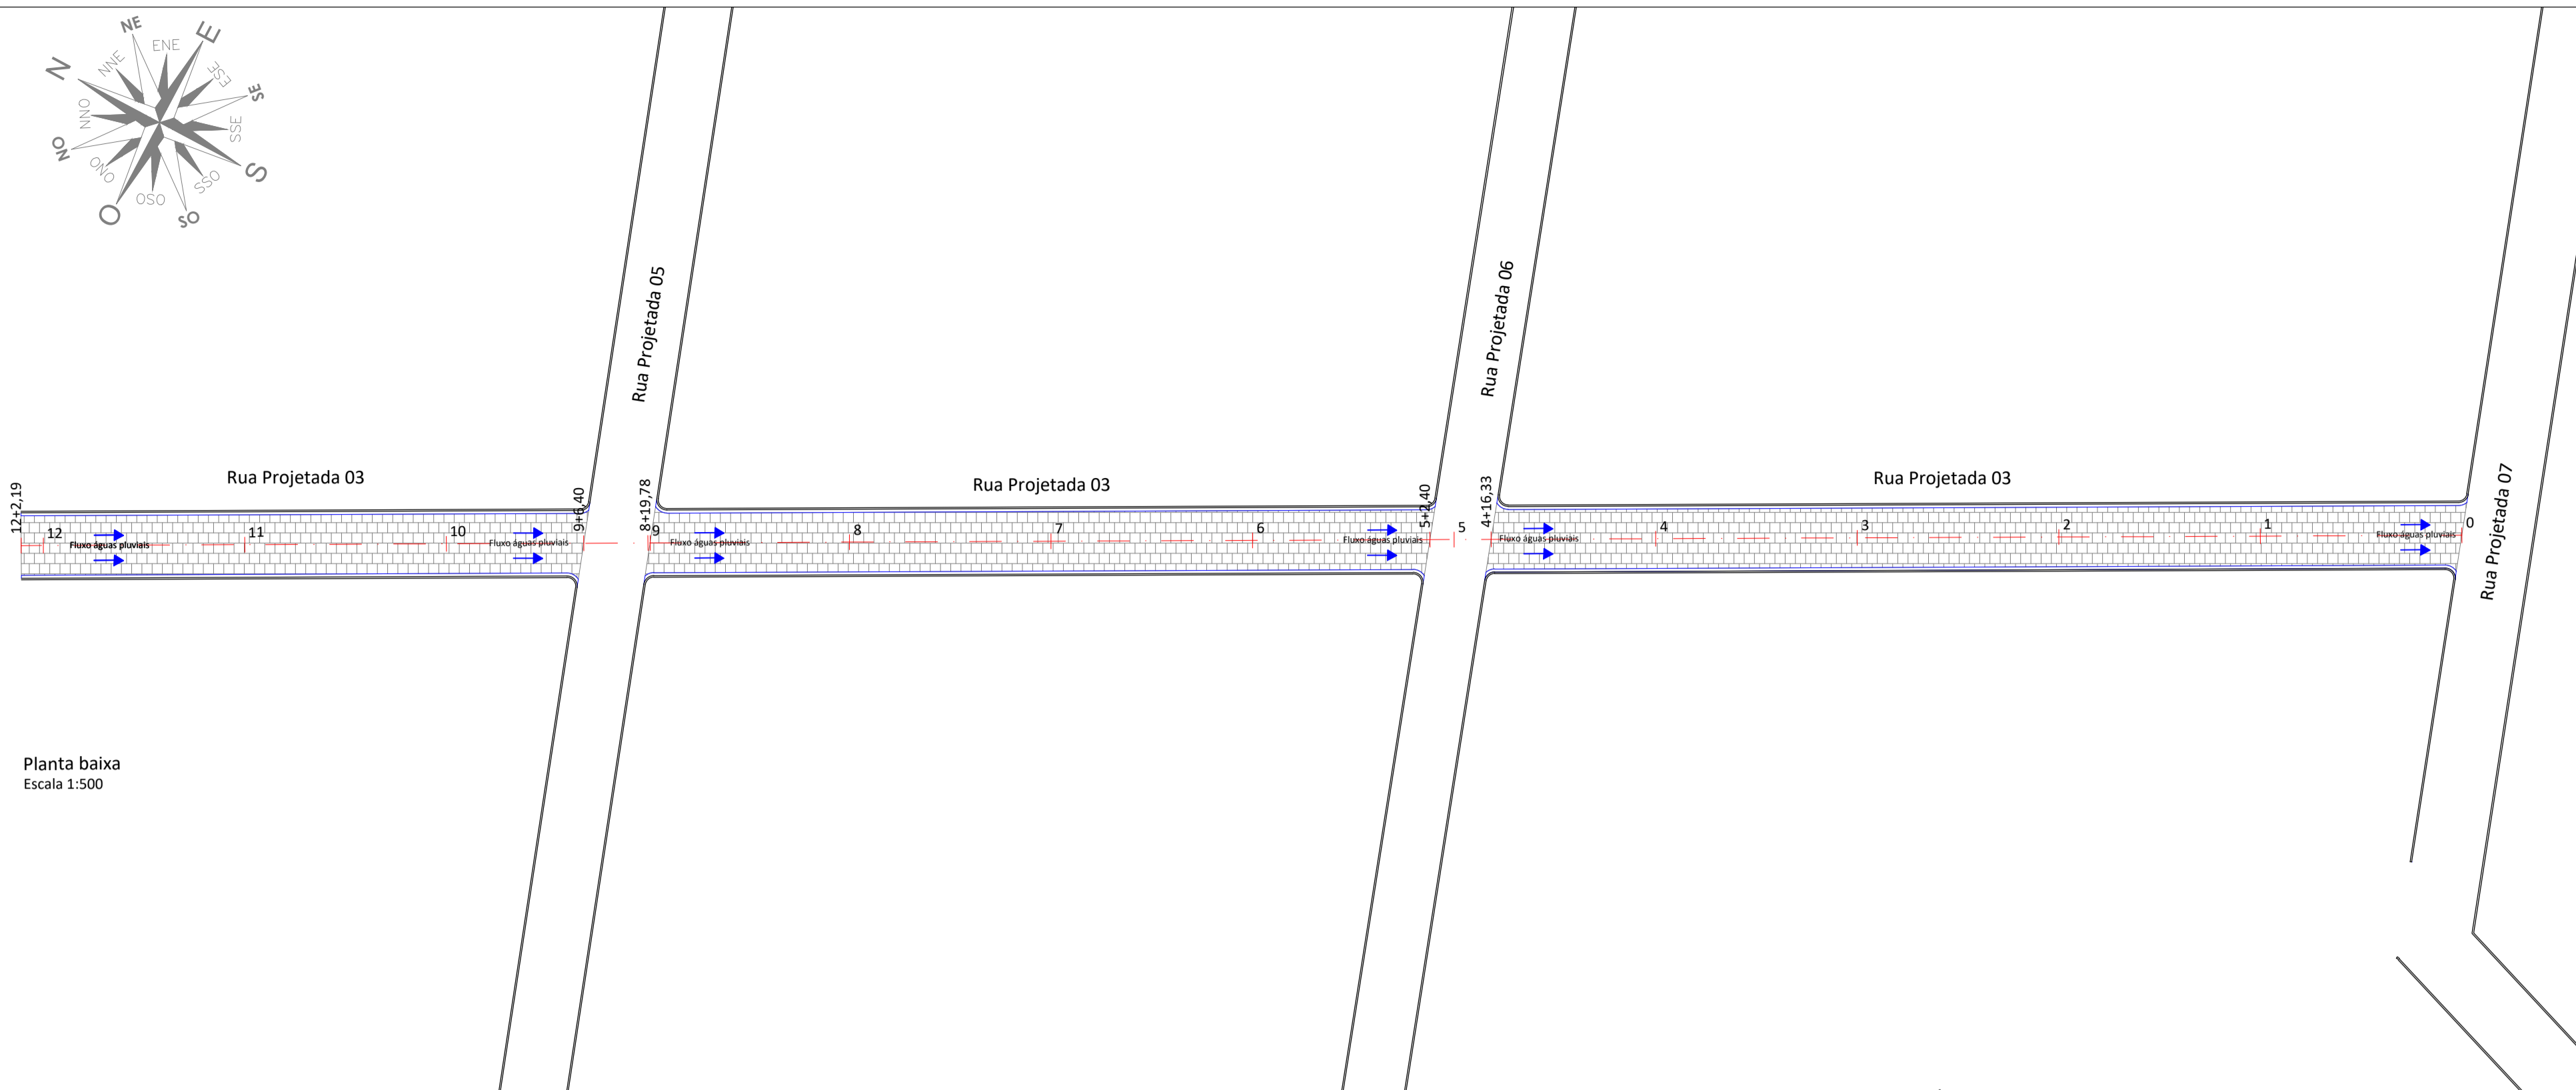 NE
E
ENE
NNE
ESE
N
SE
NNO
SSE
NO
ONO
S
SSO
OSO
O
SO
Rua Projetada 05
Rua Projetada 06
Rua Projetada 07
Rua Projetada 03
Rua Projetada 03
Rua Projetada 03
12+2,19
9+6,40
8+19,78
5+2,40
4+16,33
12
11
10
9
8
7
6
5
4
3
2
1
0
Fluxo águas pluviais
Fluxo águas pluviais
Fluxo águas pluviais
Fluxo águas pluviais
Fluxo águas pluviais
Fluxo águas pluviais
Planta baixa
Escala 1:500